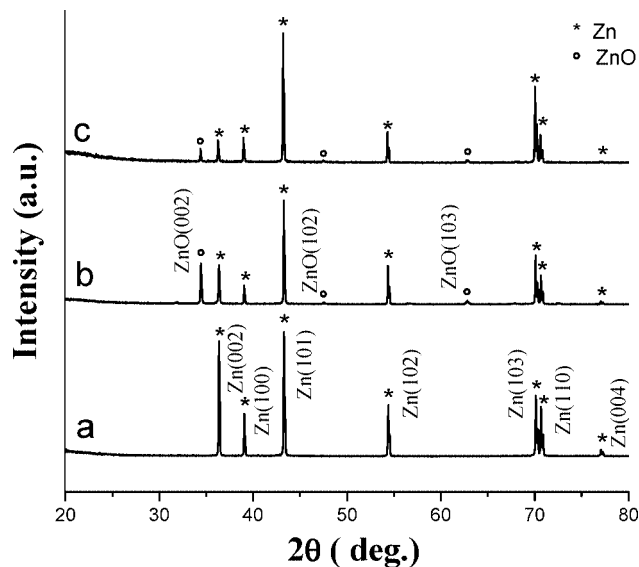 * Zn
° ZnO
c
b
a
ZnO(002)
ZnO(102)
ZnO(103)
Zn(002)
Zn(100)
Zn(101)
Zn(102)
Zn(103)
Zn(110)
Zn(004)
Intensity (a.u.)
20 30 40 50 60 70 80
2θ ( deg.)